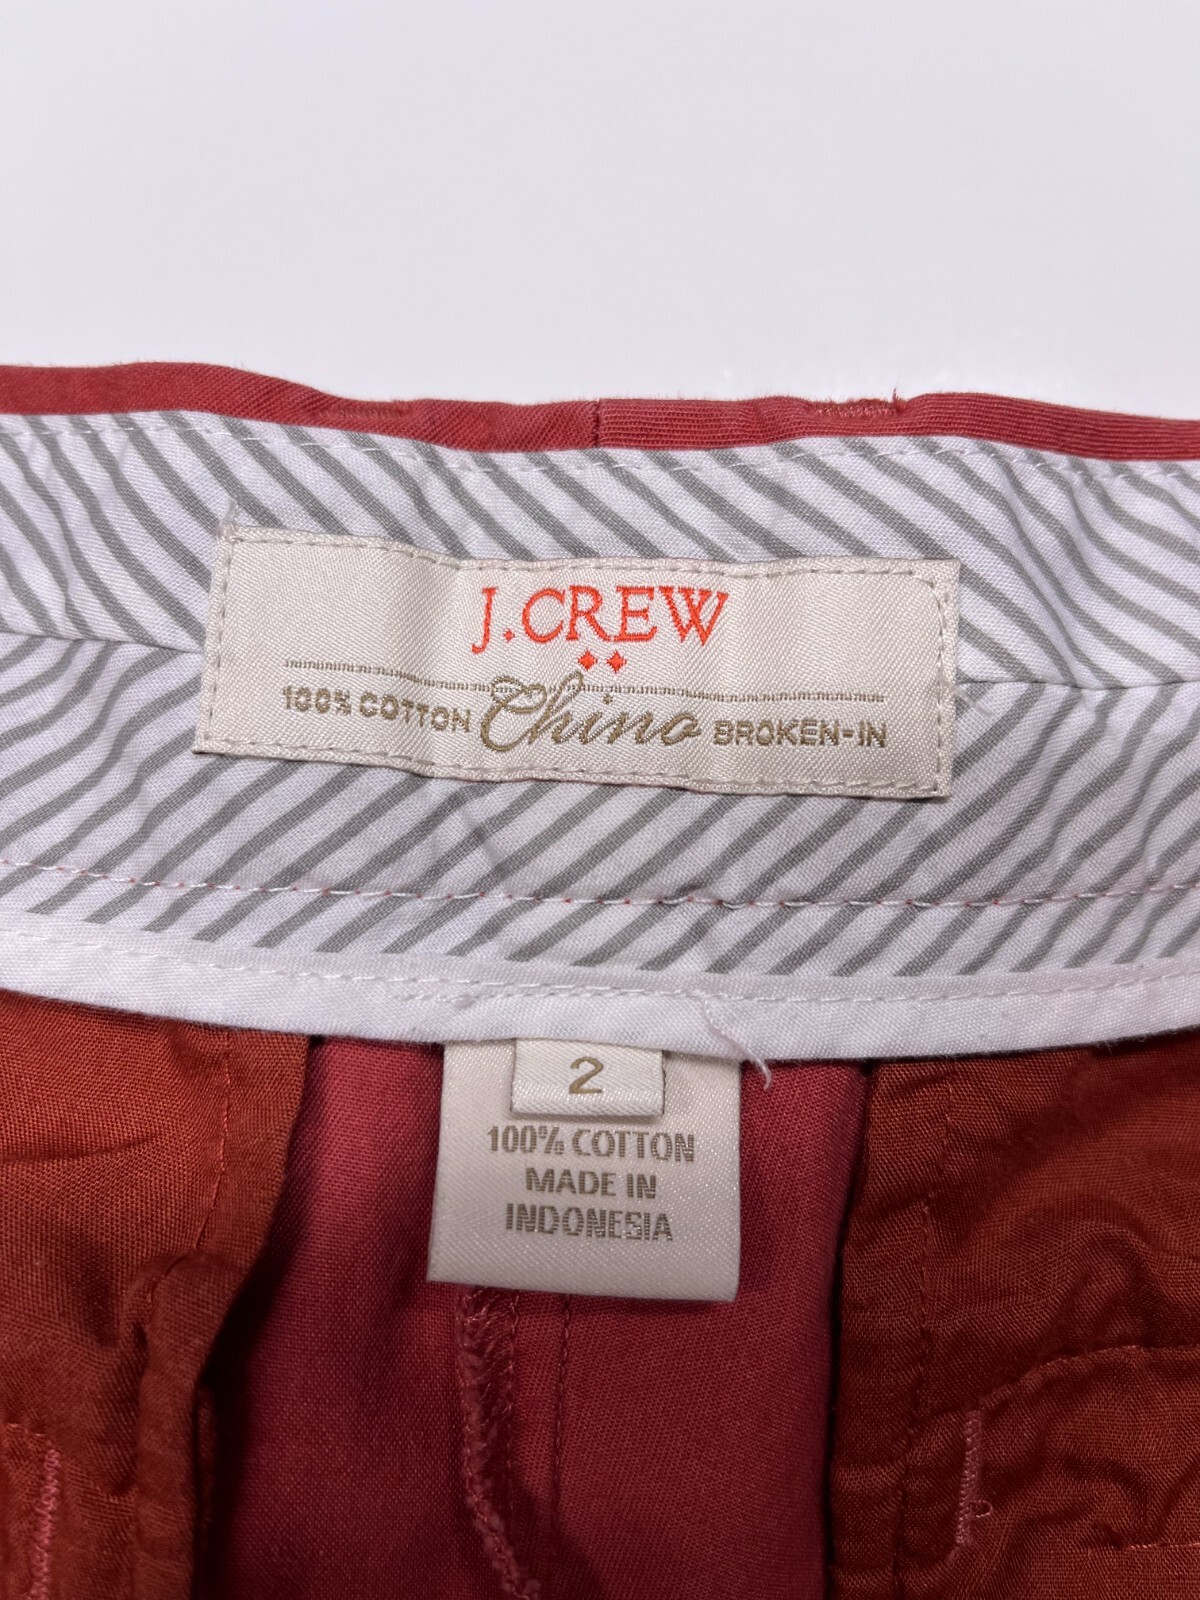 J.CREW
100% COTTON Chino BROKEN-IN
2
100% COTTON
MADE IN
INDONESIA